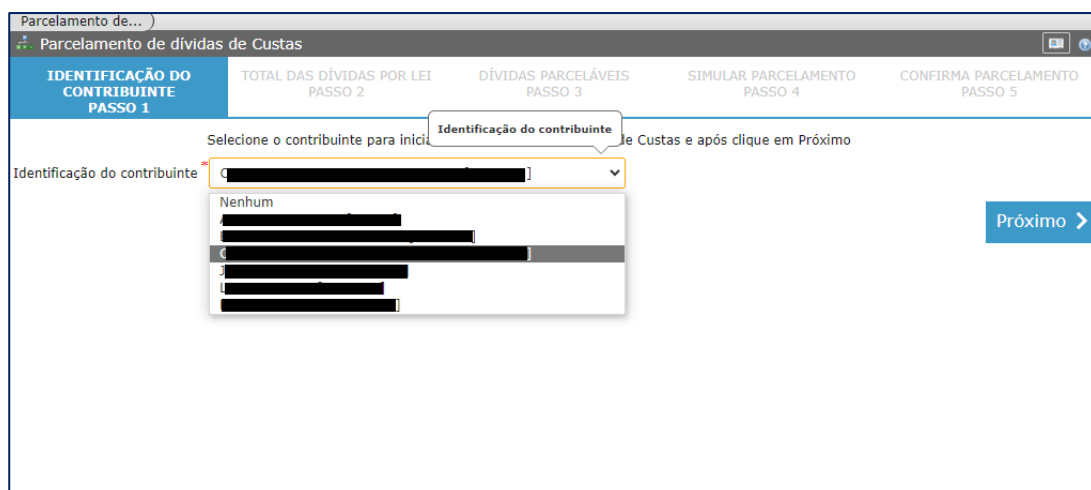 Parcelamento de... )
Parcelamento de dívidas de Custas
IDENTIFICAÇÃO DO
CONTRIBUINTE
PASSO 1
TOTAL DAS DÍVIDAS POR LEI
PASSO 2
DÍVIDAS PARCELÁVEIS
PASSO 3
SIMULAR PARCELAMENTO
PASSO 4
CONFIRMA PARCELAMENTO
PASSO 5
Identificação do contribuinte
Selecione o contribuinte para inicia de Custas e após clique em Próximo
Identificação do contribuinte *
Nenhum
Próximo